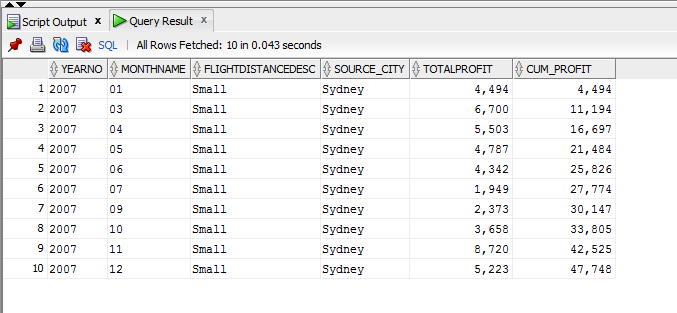 Script Output x Query Result x
SQL | All Rows Fetched: 10 in 0.043 seconds
YEARNO MONTHNAME FLIGHTDISTANCEDESC SOURCE_CITY TOTALPROFIT CUM_PROFIT
1 2007 01 Small Sydney 4,494 4,494
2 2007 03 Small Sydney 6,700 11,194
3 2007 04 Small Sydney 5,503 16,697
4 2007 05 Small Sydney 4,787 21,484
5 2007 06 Small Sydney 4,342 25,826
6 2007 07 Small Sydney 1,949 27,774
7 2007 09 Small Sydney 2,373 30,147
8 2007 10 Small Sydney 3,658 33,805
9 2007 11 Small Sydney 8,720 42,525
10 2007 12 Small Sydney 5,223 47,748